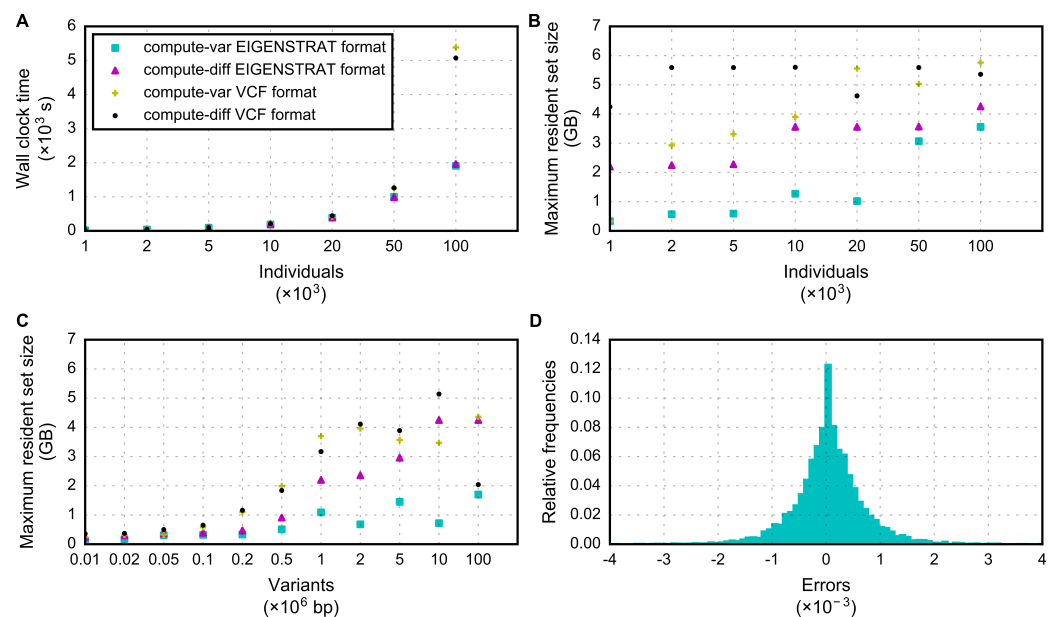 A
Wall clock time
(×10³ s)
6
5
4
3
2
1
0
compute-var EIGENSTRAT format
compute-diff EIGENSTRAT format
compute-var VCF format
compute-diff VCF format
1 2 5 10 20 50 100
Individuals
(×10³)
B
Maximum resident set size
(GB)
7
6
5
4
3
2
1
0
1 2 5 10 20 50 100
Individuals
(×10³)
C
Maximum resident set size
(GB)
7
6
5
4
3
2
1
0
0.01 0.02 0.05 0.1 0.2 0.5 1 2 5 10 100
Variants
(×10⁶ bp)
D
Relative frequencies
0.14
0.12
0.10
0.08
0.06
0.04
0.02
0.00
-4 -3 -2 -1 0 1 2 3 4
Errors
(×10⁻³)